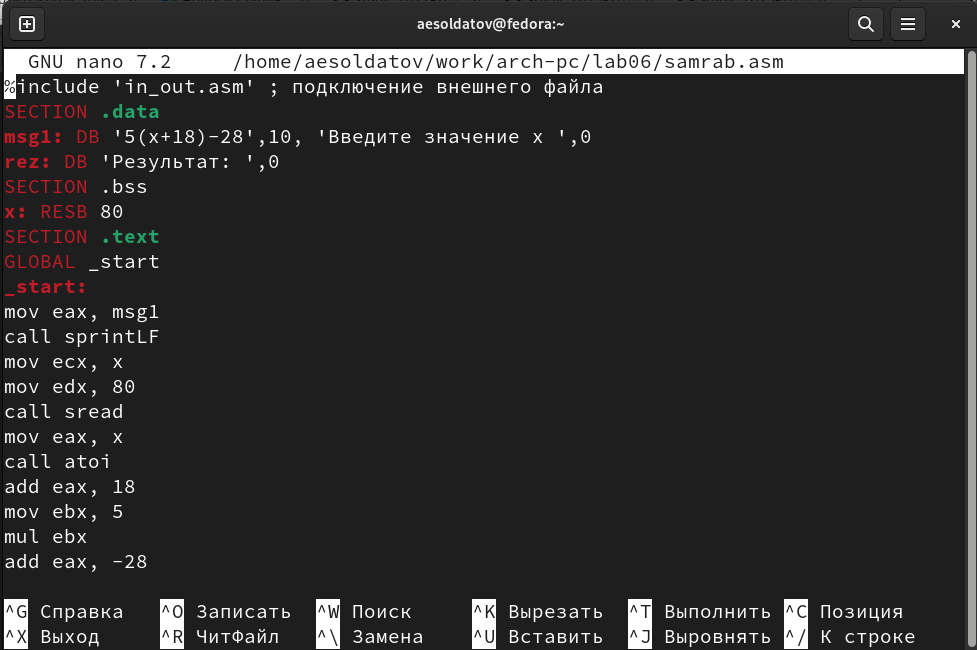 aesoldatov@fedora:~
GNU nano 7.2 /home/aesoldatov/work/arch-pc/lab06/samrab.asm
%include 'in_out.asm' ; подключение внешнего файла
SECTION .data
msg1: DB '5(x+18)-28',10, 'Введите значение x ',0
rez: DB 'Результат: ',0
SECTION .bss
x: RESB 80
SECTION .text
GLOBAL _start
_start:
mov eax, msg1
call sprintLF
mov ecx, x
mov edx, 80
call sread
mov eax, x
call atoi
add eax, 18
mov ebx, 5
mul ebx
add eax, -28
^G Справка ^O Записать ^W Поиск ^K Вырезать ^T Выполнить ^C Позиция
^X Выход ^R ЧитФайл ^\ Замена ^U Вставить ^J Выровнять ^/ К строке